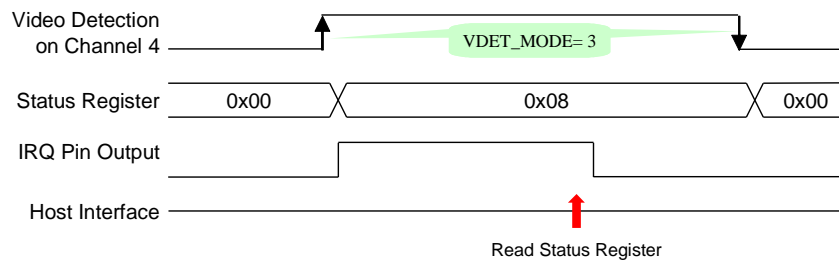 Video Detection
on Channel 4
VDET_MODE= 3
Status Register
0x00
0x08
0x00
IRQ Pin Output
Host Interface
Read Status Register